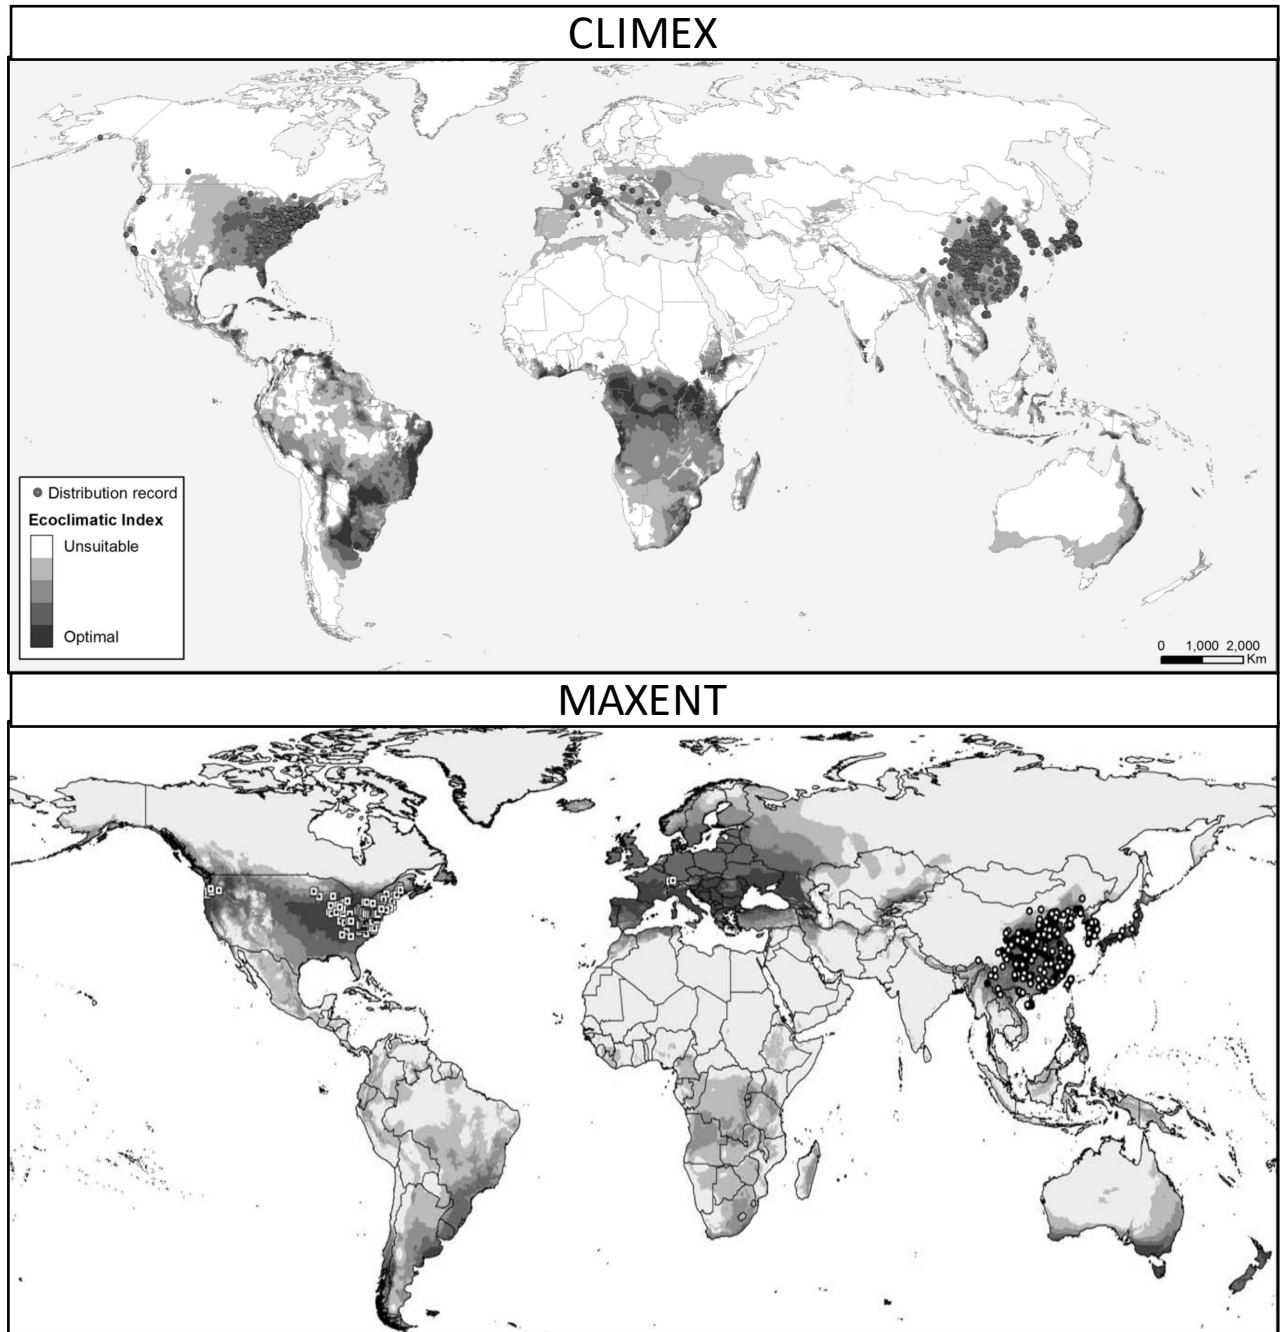 CLIMEX
Distribution record
Ecoclimatic Index
Unsuitable
Optimal
0 1,000 2,000
Km
MAXENT